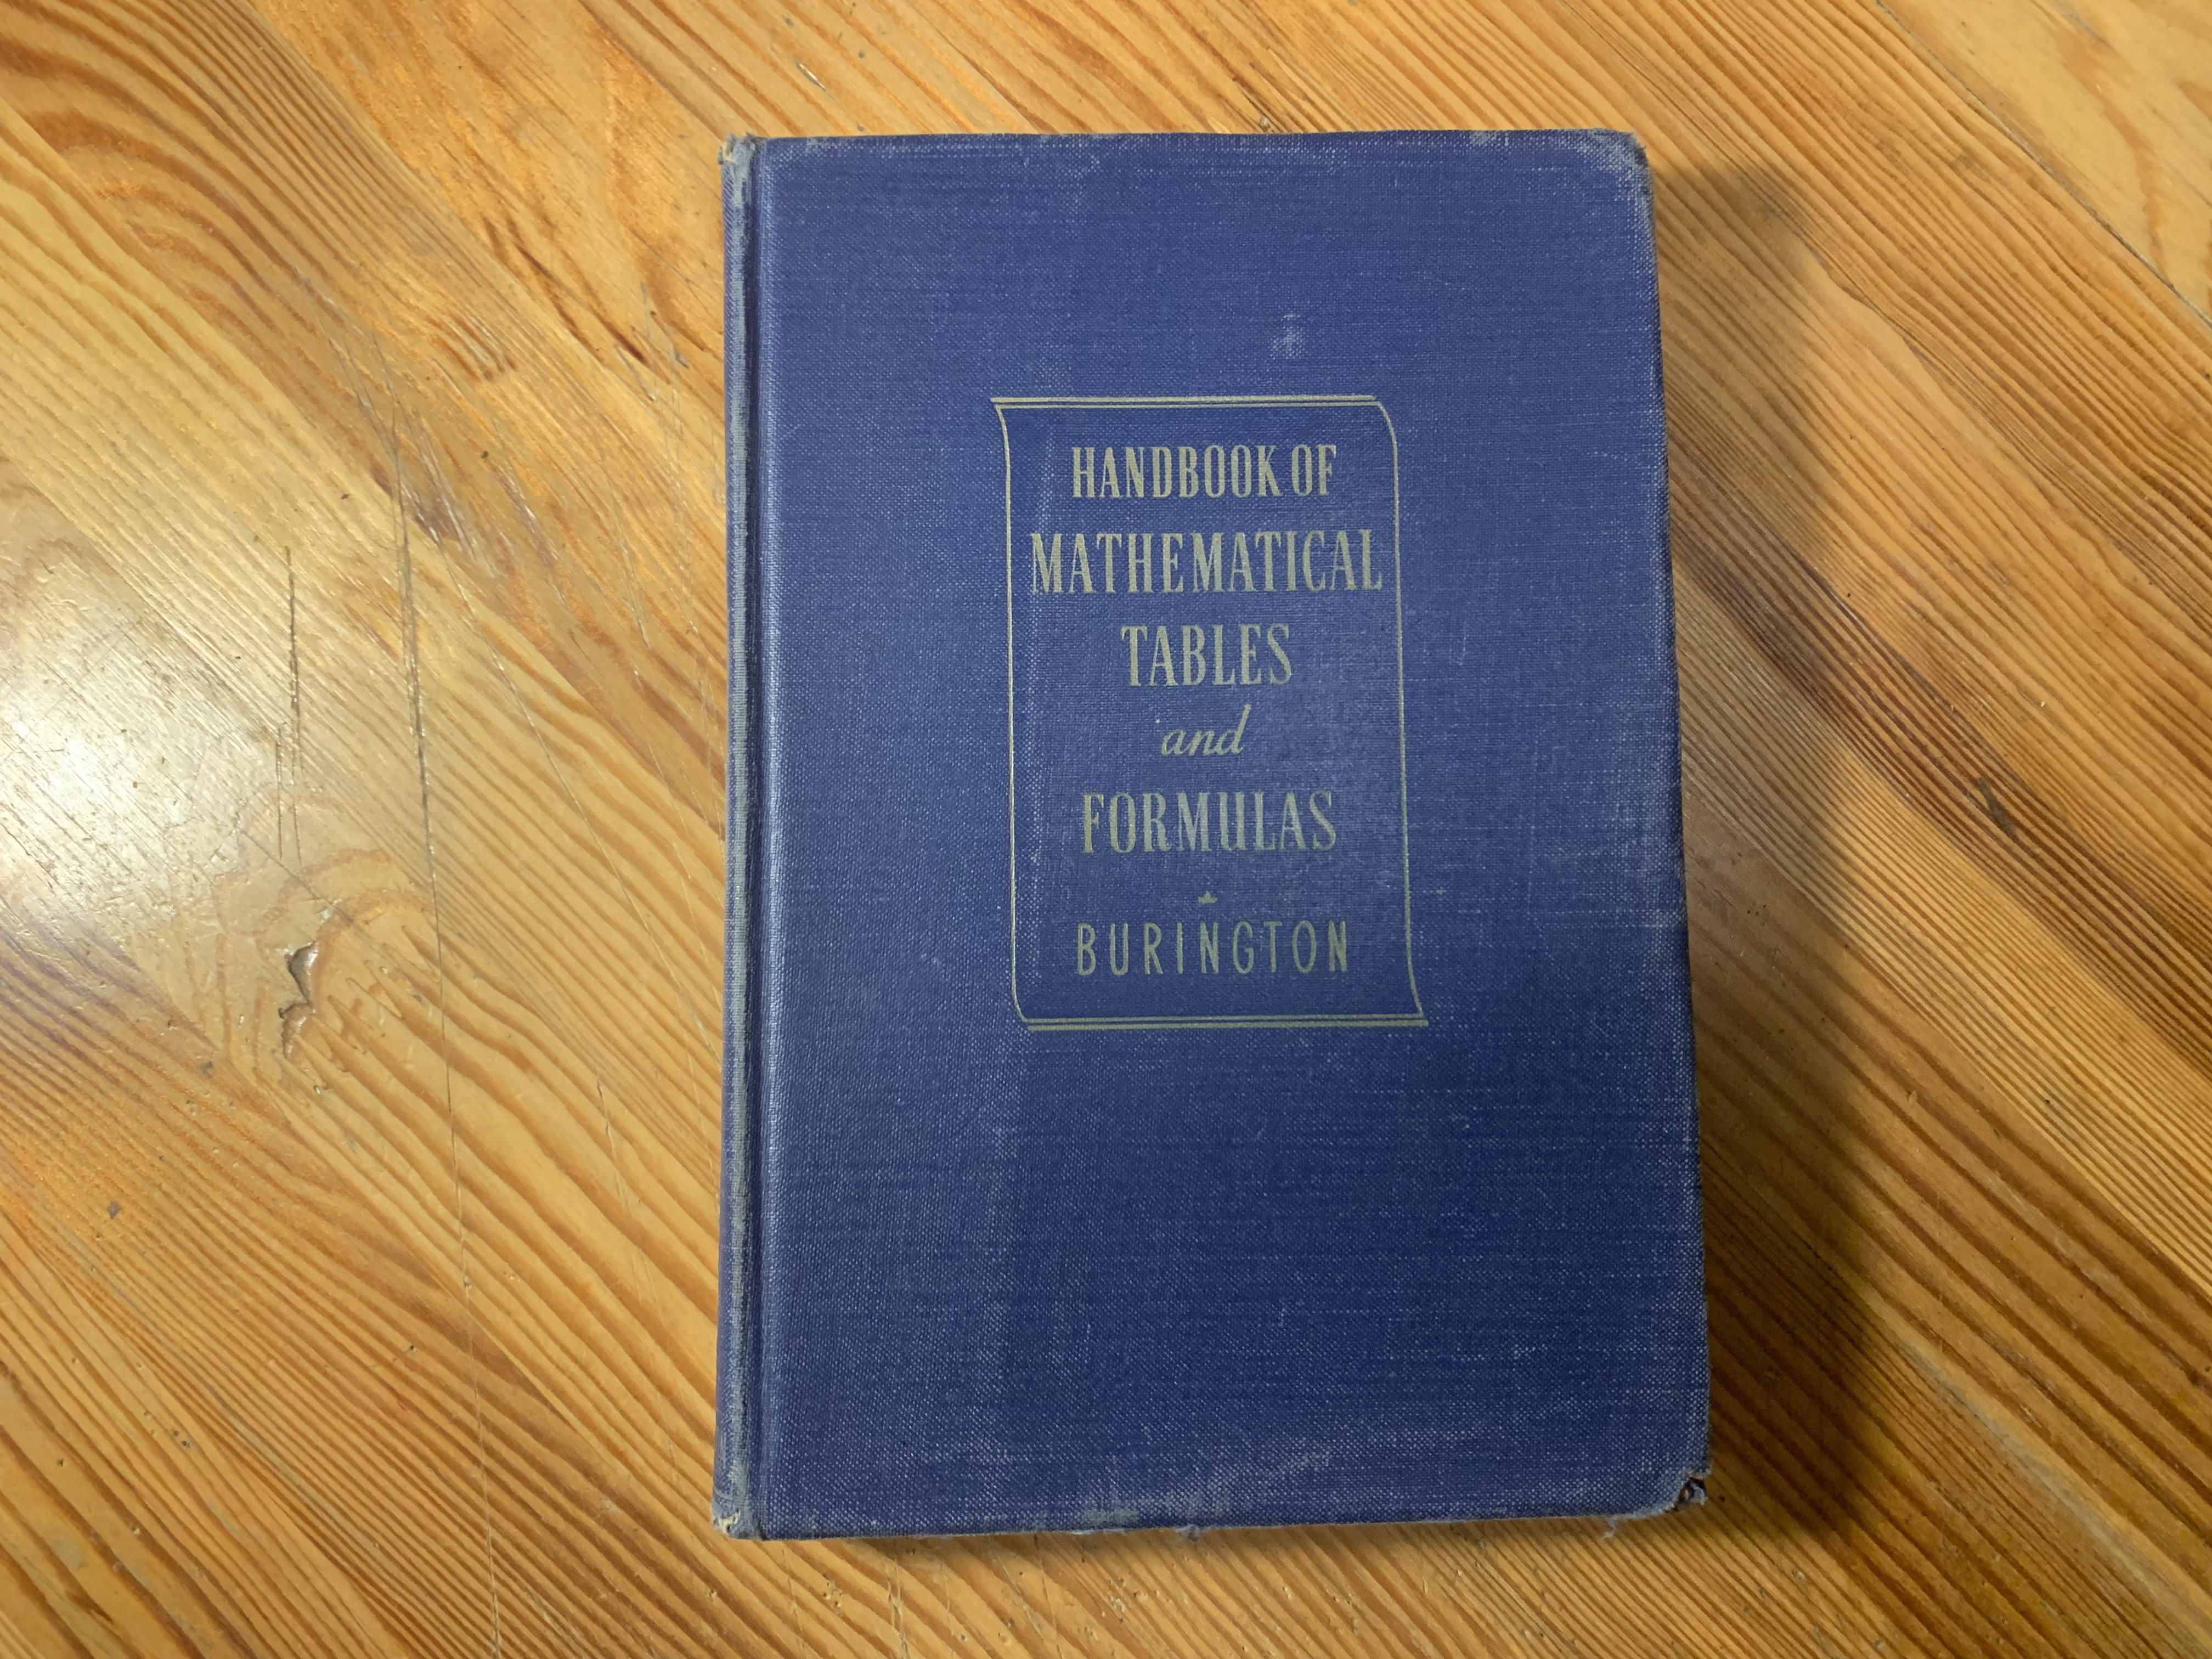 HANDBOOK OF
MATHEMATICAL
TABLES
and
FORMULAS
BURINGTON